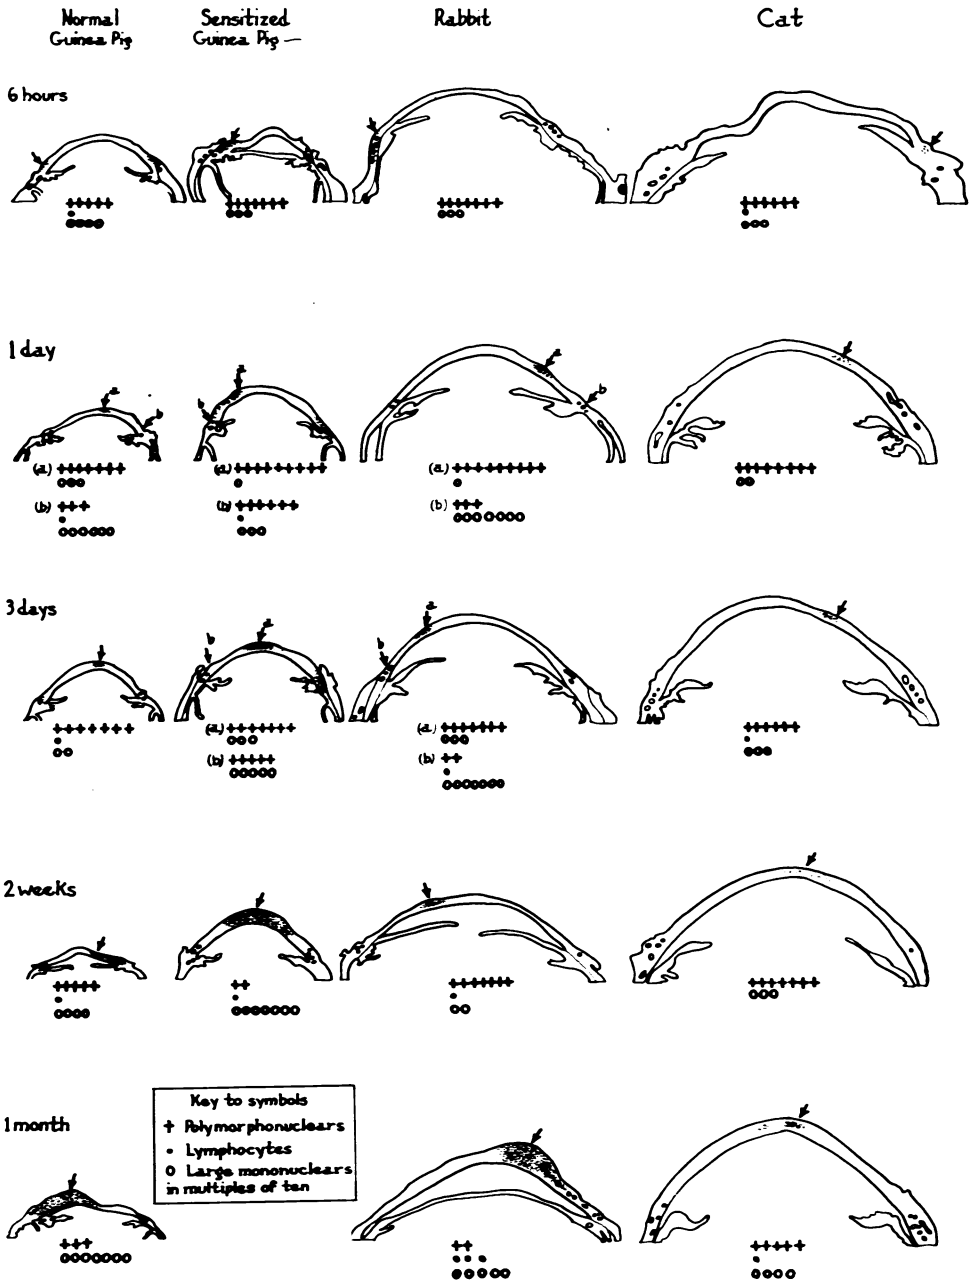 Normal
Guinea Pig
Sensitized
Guinea Pig —
Rabbit
Cat
6 hours
1 day
a
b
a
b
a
b
(a)
(a)
(a)
(b)
(b)
(b)
3 days
b
a
a
b
(a)
(a)
(b)
(b)
2 weeks
1 month
Key to symbols
+ Polymorphonuclears
• Lymphocytes
o Large mononuclears
in multiples of ten